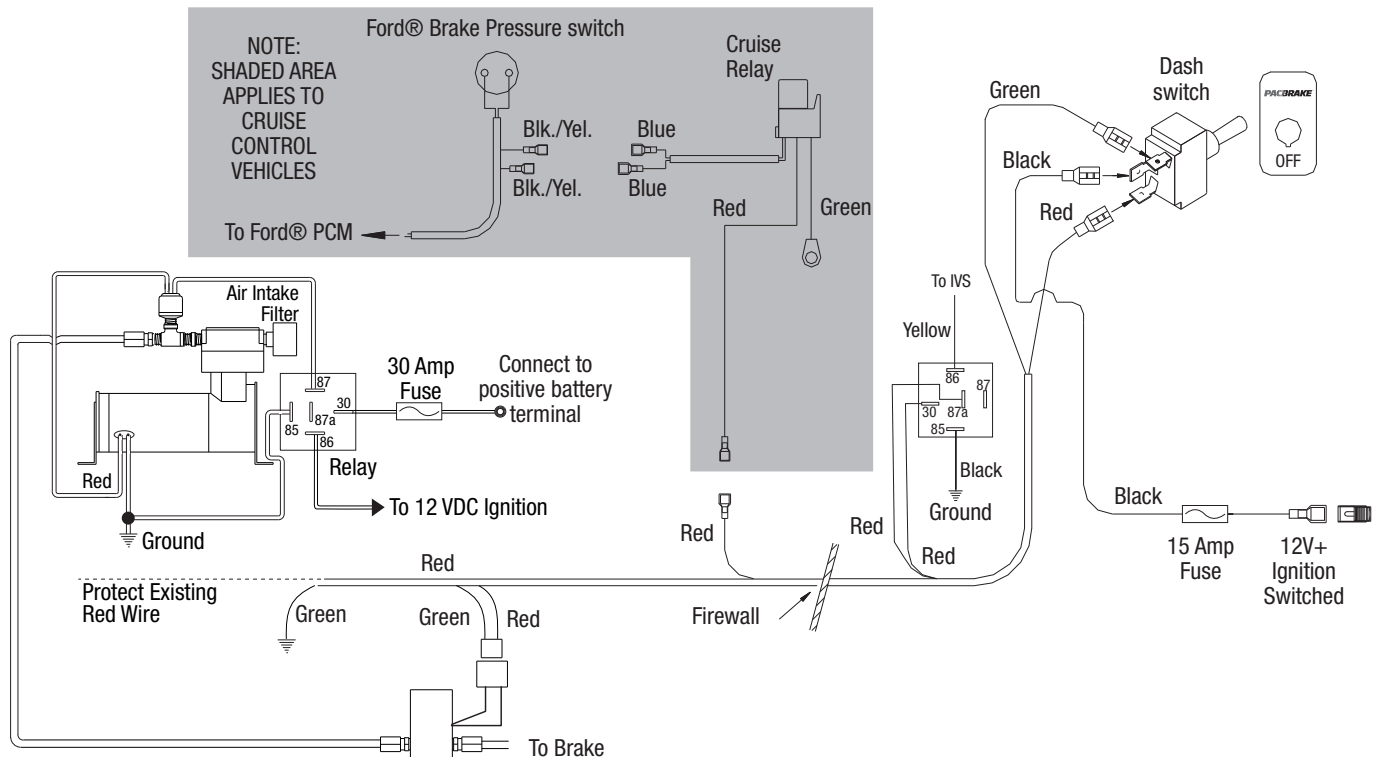 Ford® Brake Pressure switch
NOTE:
SHADED AREA
APPLIES TO
CRUISE
CONTROL
VEHICLES
Cruise
Relay
Blk./Yel.
Blue
Blk./Yel.
Blue
Red
Green
To Ford® PCM
Dash
switch
PACBRAKE
OFF
Green
Black
Red
Air Intake
Filter
30 Amp
Fuse
Connect to
positive battery
terminal
87
30
87a
85
86
Relay
Red
To 12 VDC Ignition
Ground
To IVS
Yellow
86
87
30
87a
85
Black
Ground
Red
Red
Red
Black
15 Amp
Fuse
12V+
Ignition
Switched
Red
Protect Existing
Red Wire
Green
Green
Red
Firewall
To Brake